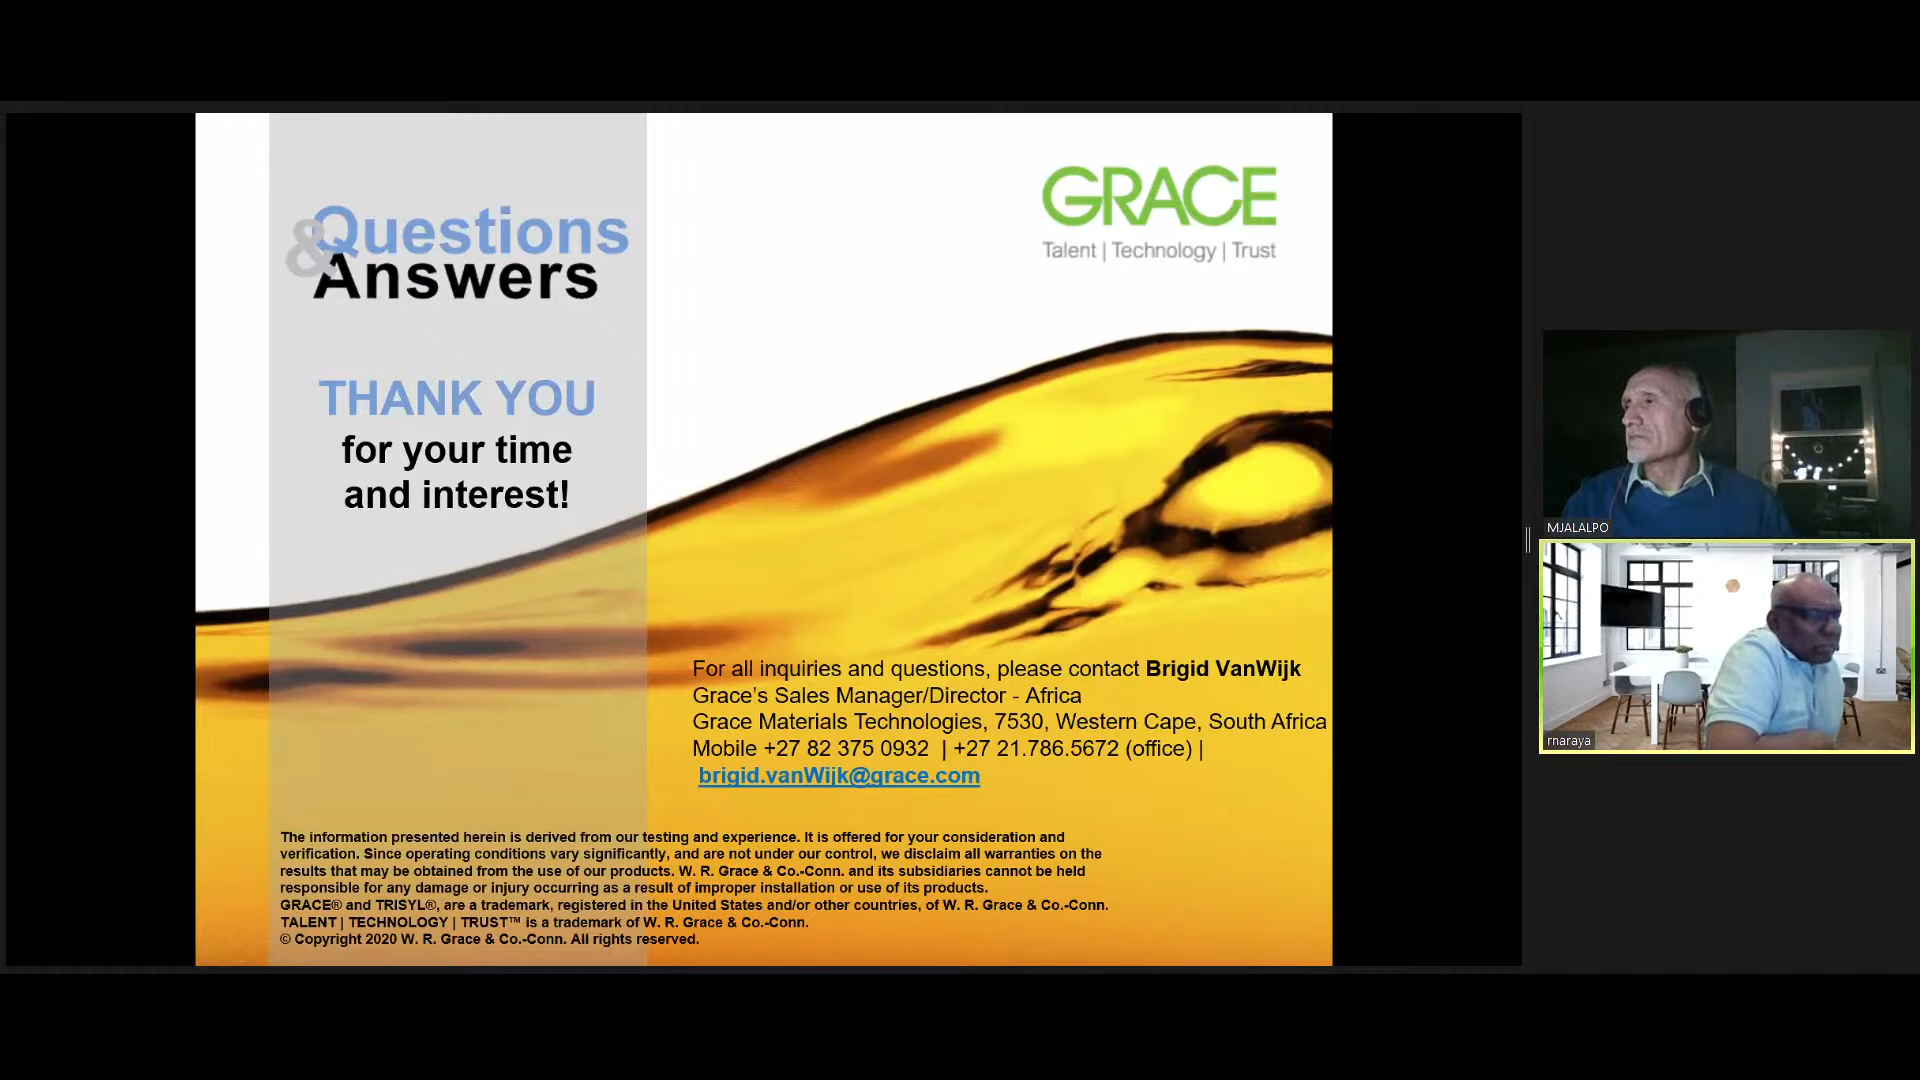 & Questions
Answers
THANK YOU
for your time
and interest!
GRACE
Talent | Technology | Trust
For all inquiries and questions, please contact Brigid VanWijk
Grace's Sales Manager/Director - Africa
Grace Materials Technologies, 7530, Western Cape, South Africa
Mobile +27 82 375 0932 | +27 21.786.5672 (office) |
brigid.vanWijk@grace.com
The information presented herein is derived from our testing and experience. It is offered for your consideration and
verification. Since operating conditions vary significantly, and are not under our control, we disclaim all warranties on the
results that may be obtained from the use of our products. W. R. Grace & Co.-Conn. and its subsidiaries cannot be held
responsible for any damage or injury occurring as a result of improper installation or use of its products.
GRACE® and TRISYL®, are a trademark, registered in the United States and/or other countries, of W. R. Grace & Co.-Conn.
TALENT | TECHNOLOGY | TRUST™ is a trademark of W. R. Grace & Co.-Conn.
© Copyright 2020 W. R. Grace & Co.-Conn. All rights reserved.
MJALALPO
rnaraya